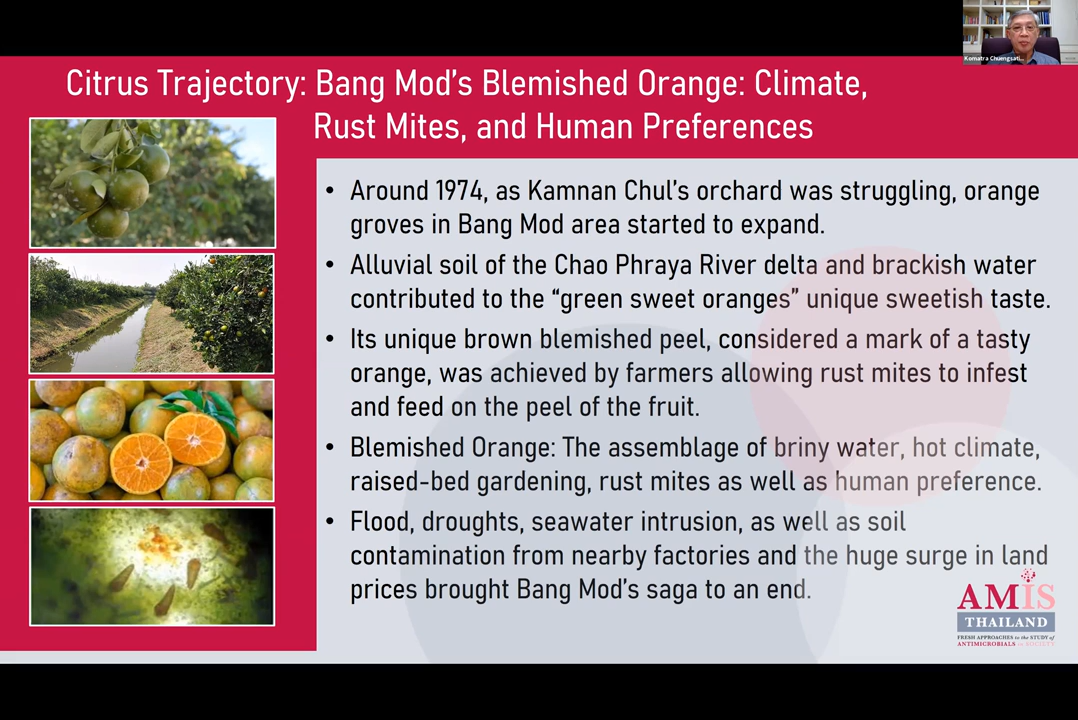 Komatra Chuengsati...
Citrus Trajectory: Bang Mod's Blemished Orange: Climate,
Rust Mites, and Human Preferences
• Around 1974, as Kamnan Chul's orchard was struggling, orange
groves in Bang Mod area started to expand.
• Alluvial soil of the Chao Phraya River delta and brackish water
contributed to the “green sweet oranges” unique sweetish taste.
• Its unique brown blemished peel, considered a mark of a tasty
orange, was achieved by farmers allowing rust mites to infest
and feed on the peel of the fruit.
• Blemished Orange: The assemblage of briny water, hot climate,
raised-bed gardening, rust mites as well as human preference.
• Flood, droughts, seawater intrusion, as well as soil
contamination from nearby factories and the huge surge in land
prices brought Bang Mod's saga to an end.
AMIS
THAILAND
FRESH APPROACHES to the STUDY of
ANTIMICROBIALS in SOCIETY